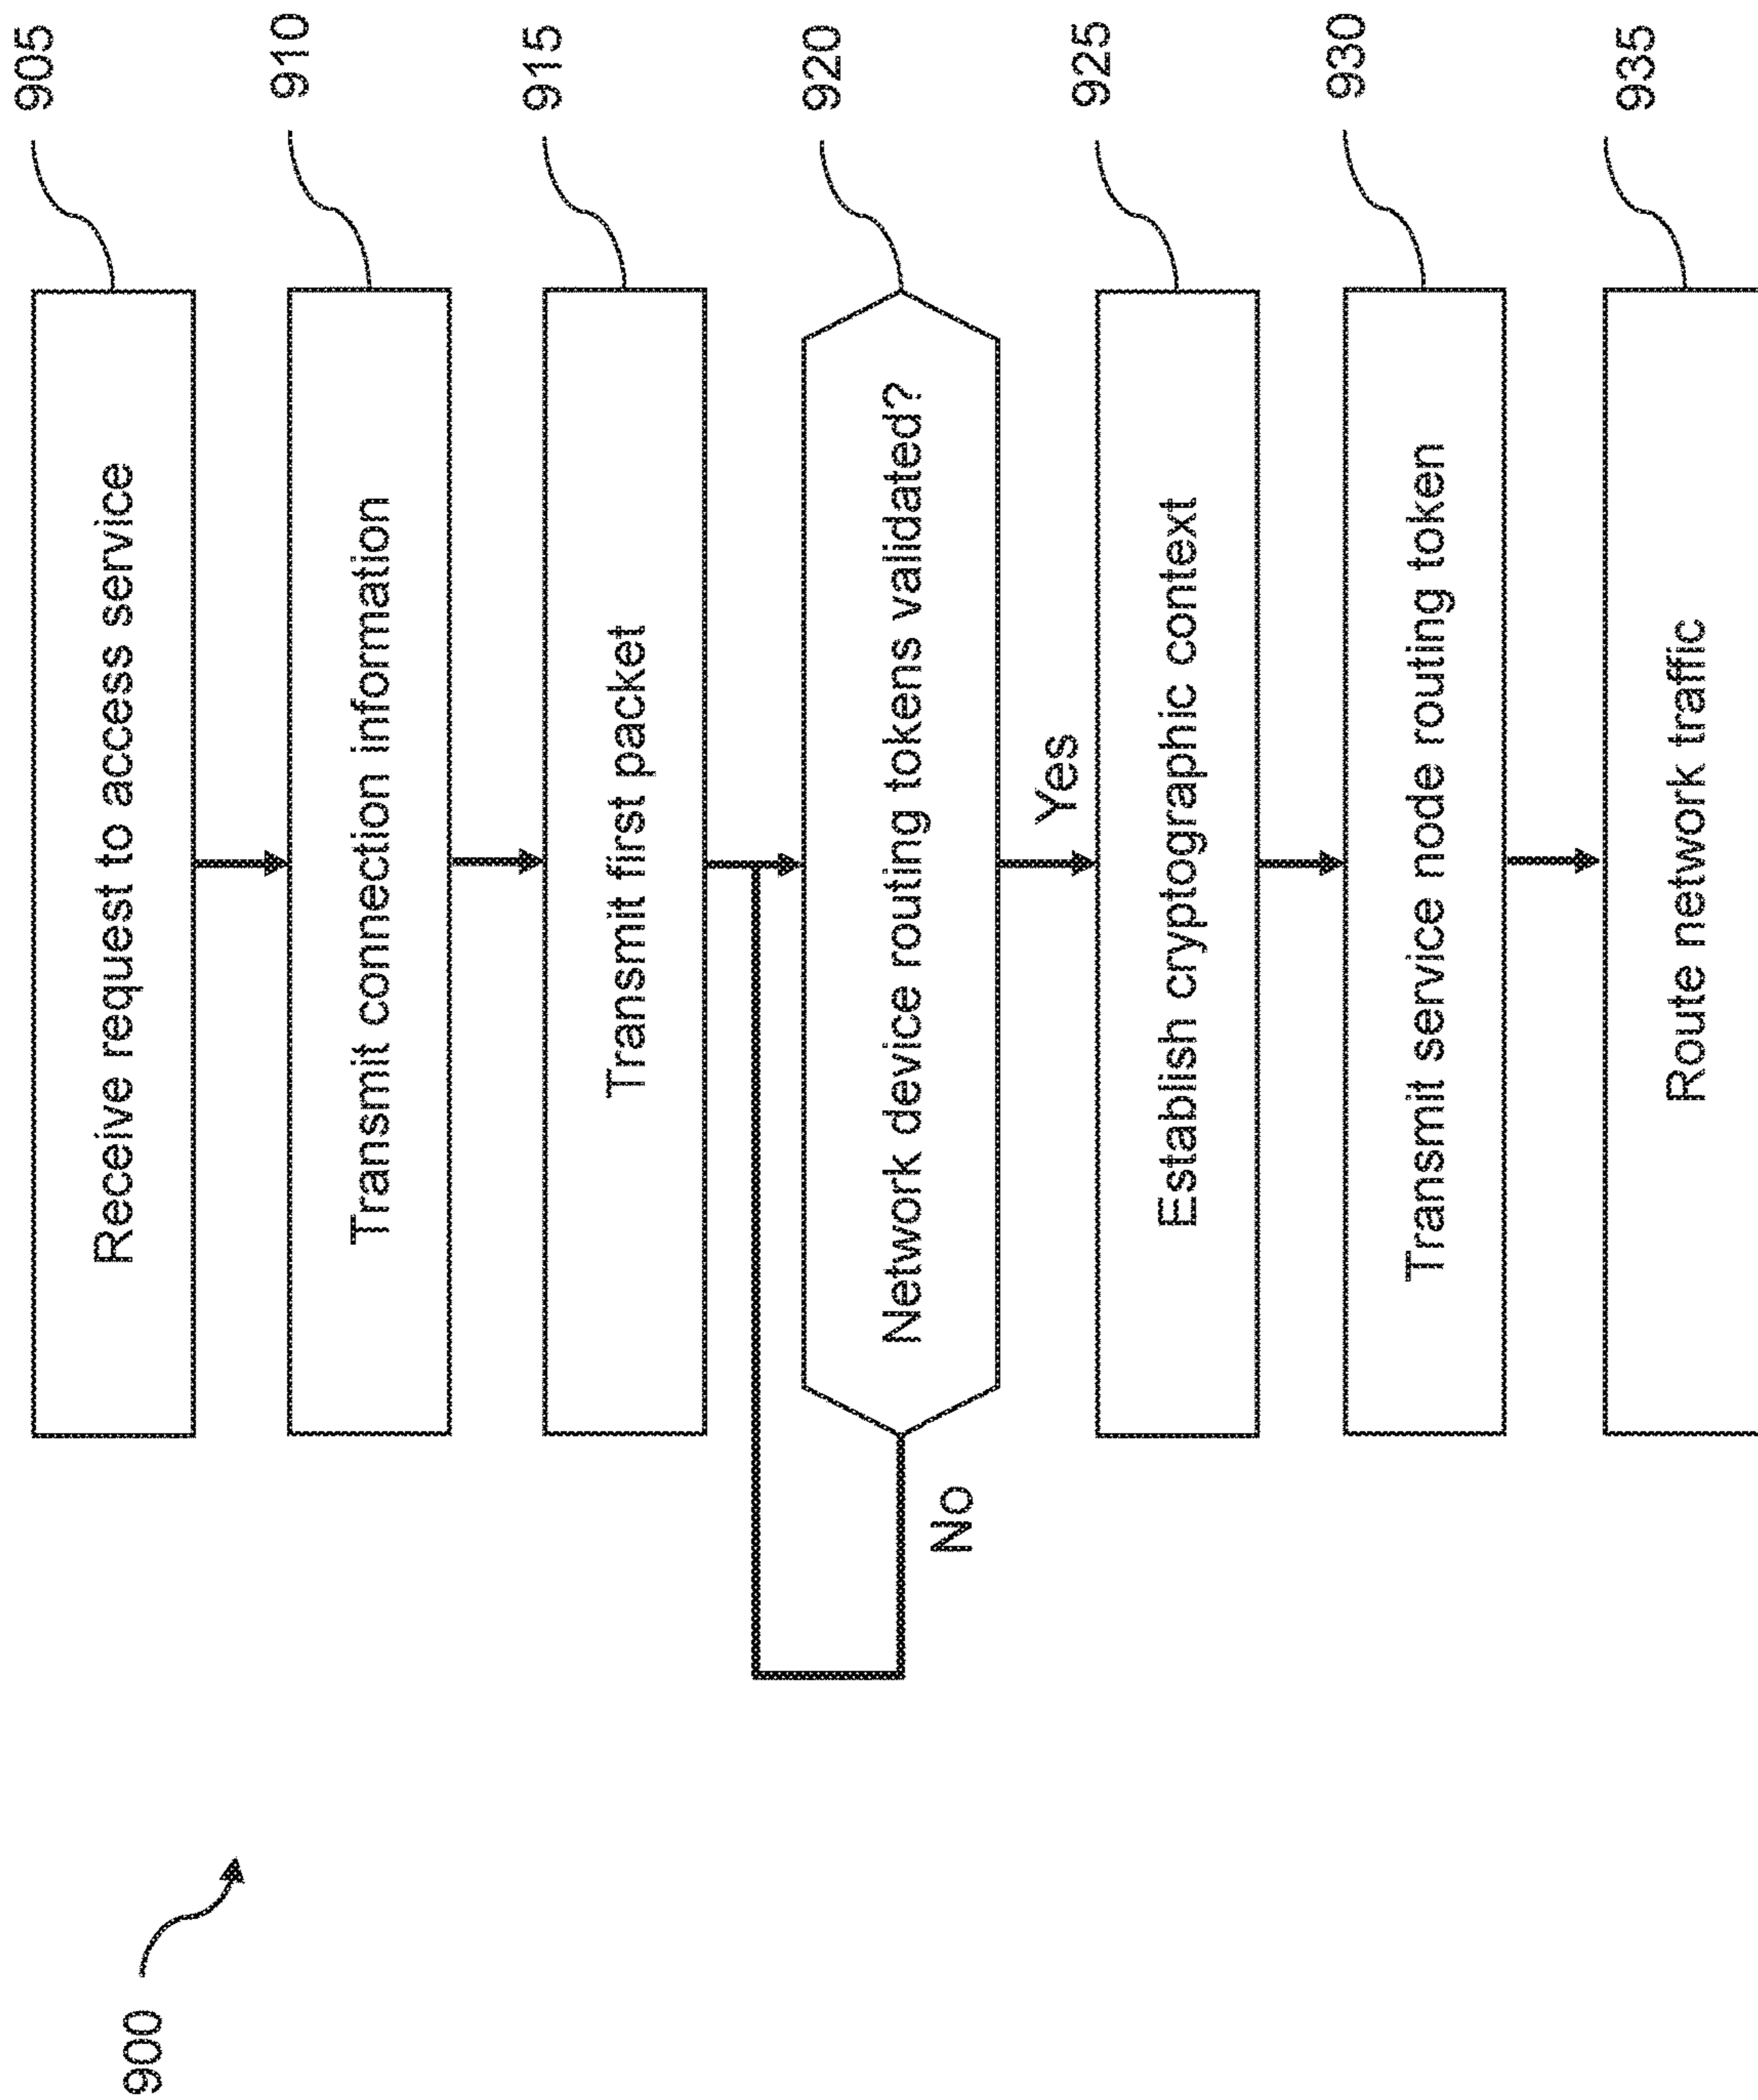 900
Receive request to access service
905
Transmit connection information
910
Transmit first packet
915
Network device routing tokens validated?
920
No
Yes
Establish cryptographic context
925
Transmit service node routing token
930
Route network traffic
935